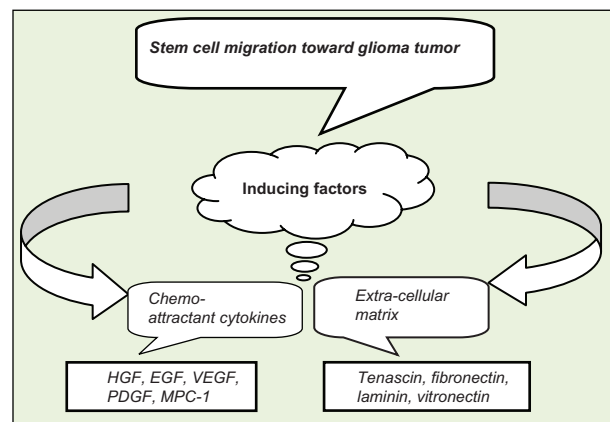 Stem cell migration toward glioma tumor
Inducing factors
Chemo-
attractant cytokines
Extra-cellular
matrix
HGF, EGF, VEGF,
PDGF, MPC-1
Tenascin, fibronectin,
laminin, vitronectin